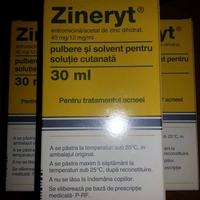 Zineryt®
eritromicină/acetat de zinc dihidrat
40 mg/12 mg/ml
pulbere şi solvent pentru
soluţie cutanată
30 ml
Pentru tratamentul acneei
A se păstra la temperaturi sub 25°C, în
ambalajul original.
A se păstra maxim 5 săptămâni la
temperaturi sub 25°C, după reconstituire.
A nu se lăsa la îndemâna copiilor.
Se eliberează pe bază de prescripţie
medicală - P-RF.